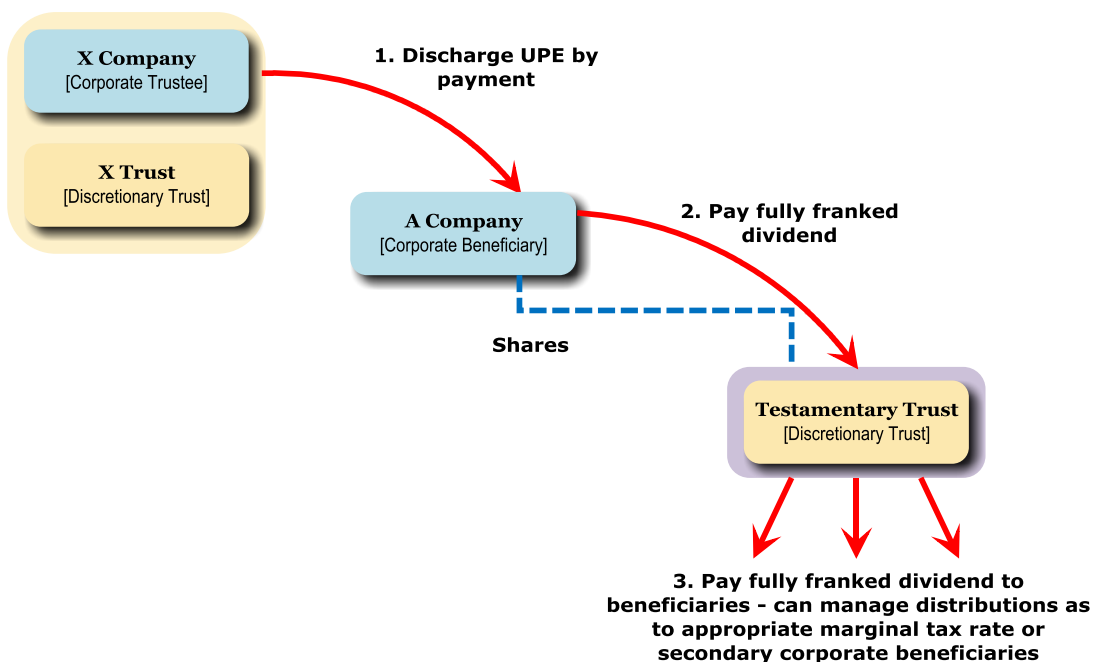 X Company
[Corporate Trustee]
X Trust
[Discretionary Trust]
1. Discharge UPE by
payment
A Company
[Corporate Beneficiary]
2. Pay fully franked
dividend
Shares
Testamentary Trust
[Discretionary Trust]
3. Pay fully franked dividend to
beneficiaries - can manage distributions as
to appropriate marginal tax rate or
secondary corporate beneficiaries